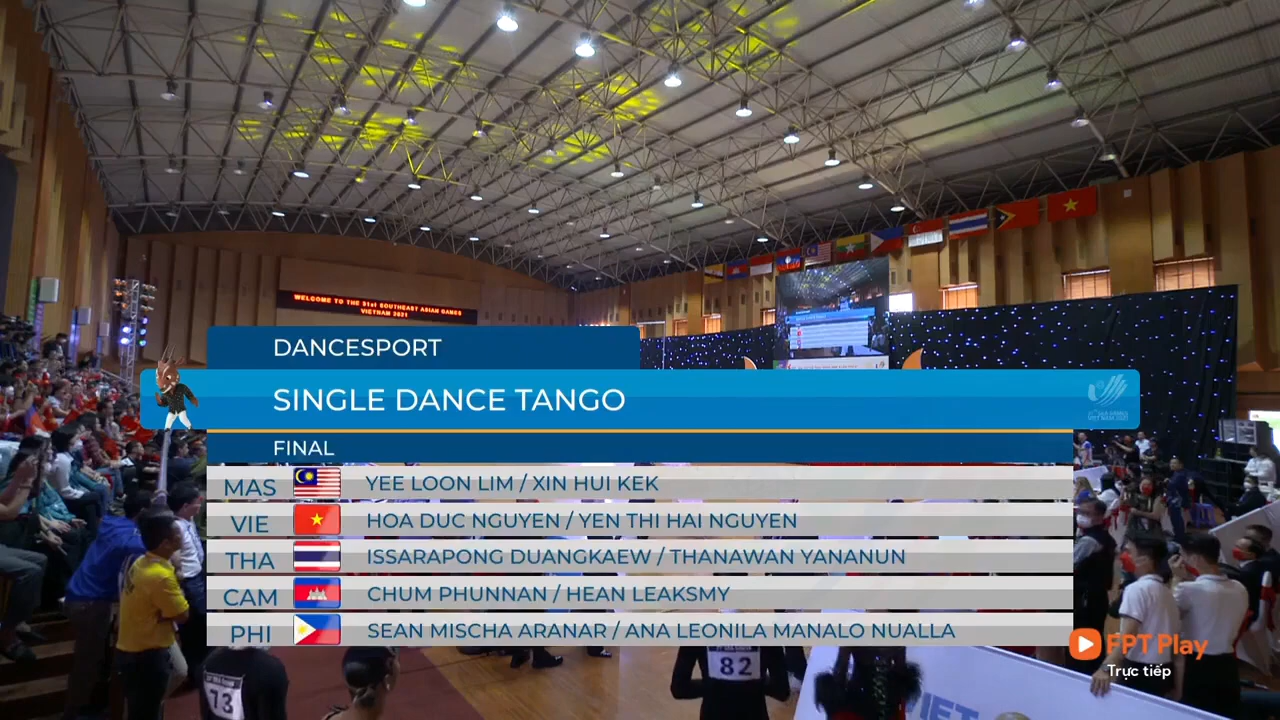 WELCOME TO THE 31st SOUTHEAST ASIAN GAMES
VIETNAM 2021
DANCESPORT
SINGLE DANCE TANGO
FINAL
MAS YEE LOON LIM / XIN HUI KEK
VIE HOA DUC NGUYEN / YEN THI HAI NGUYEN
THA ISSARAPONG DUANGKAEW / THANAWAN YANANUN
CAM CHUM PHUNNAN / HEAN LEAKSMY
PHI SEAN MISCHA ARANAR / ANA LEONILA MANALO NUALLA
FPT Play
Trực tiếp
82
73
VIET